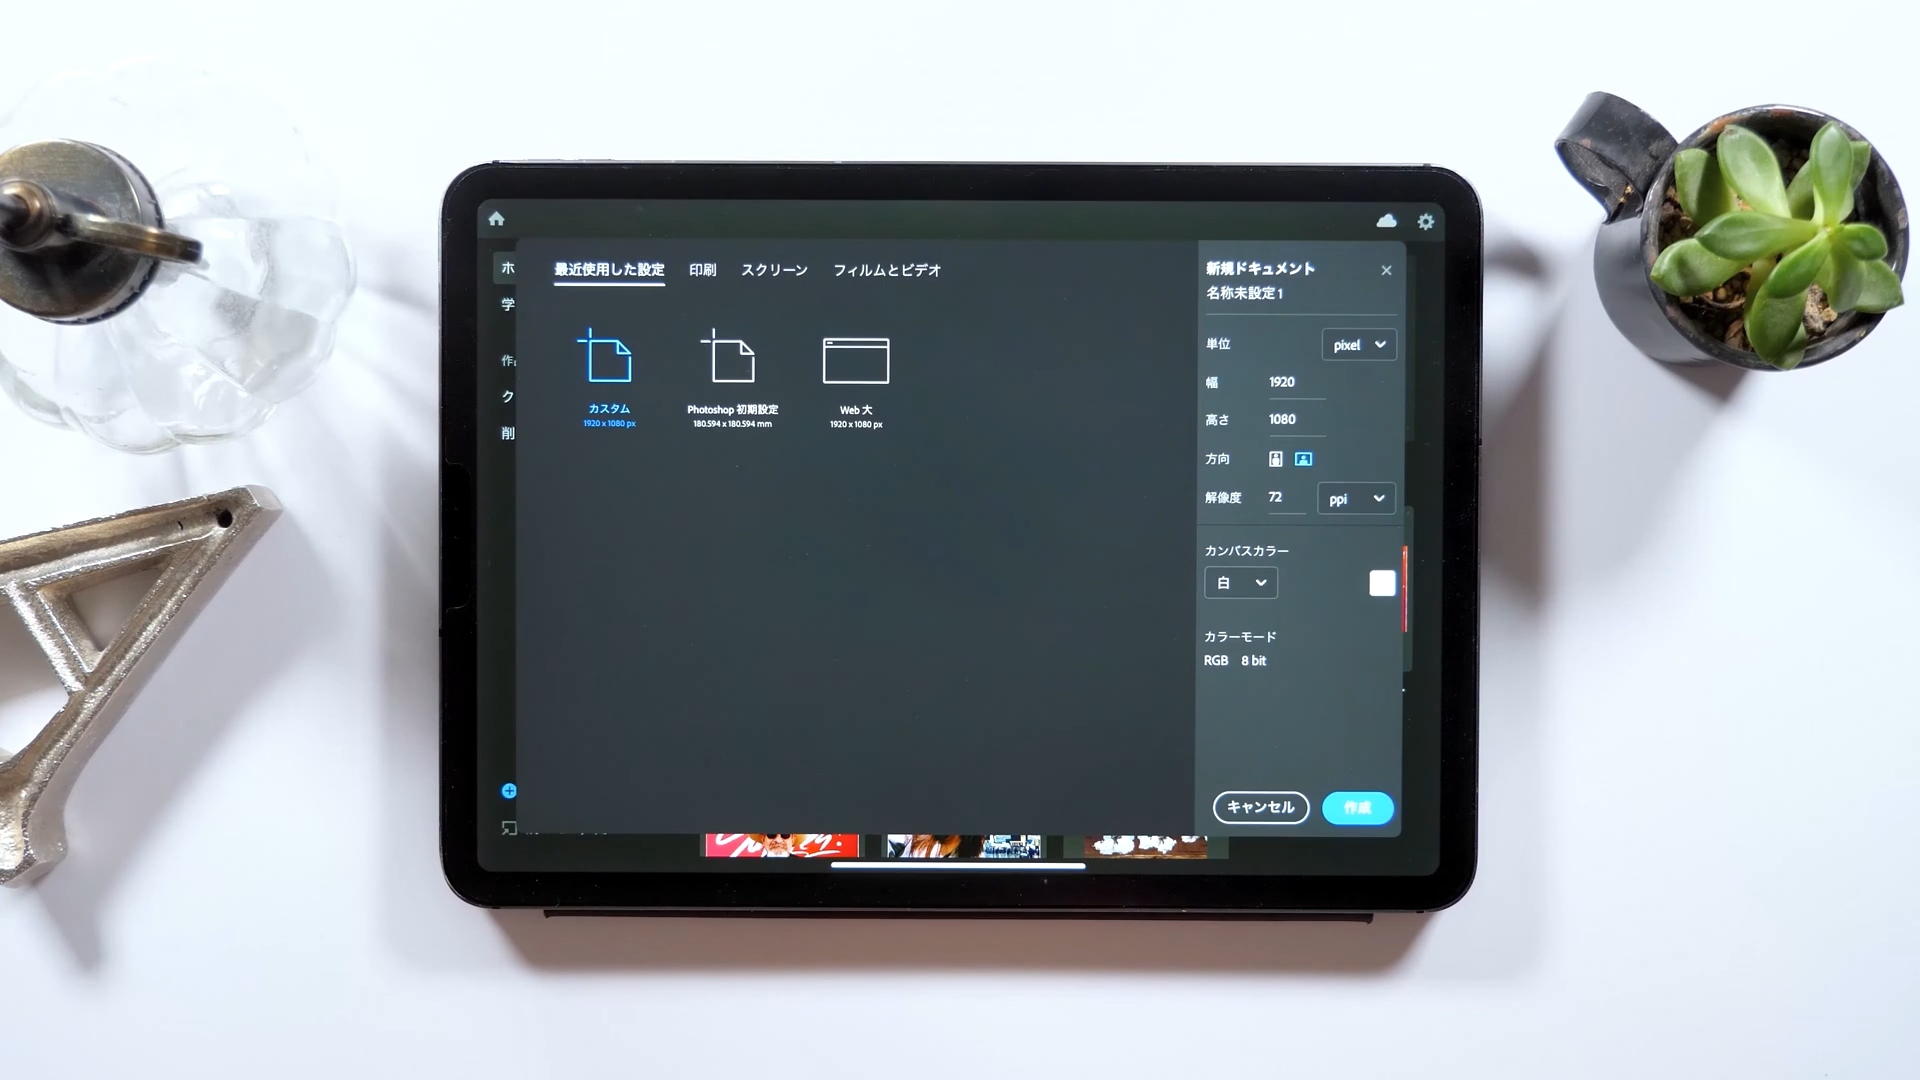 ホ
学
作
ク
削
最近使用した設定 印刷 スクリーン フィルムとビデオ
カスタム
1920 x 1080 px
Photoshop 初期設定
180.594 x 180.594 mm
Web 大
1920 x 1080 px
新規ドキュメント
名称未設定1
単位 pixel
幅 1920
高さ 1080
方向
解像度 72 ppi
カンバスカラー
白
カラーモード
RGB 8 bit
キャンセル 作成